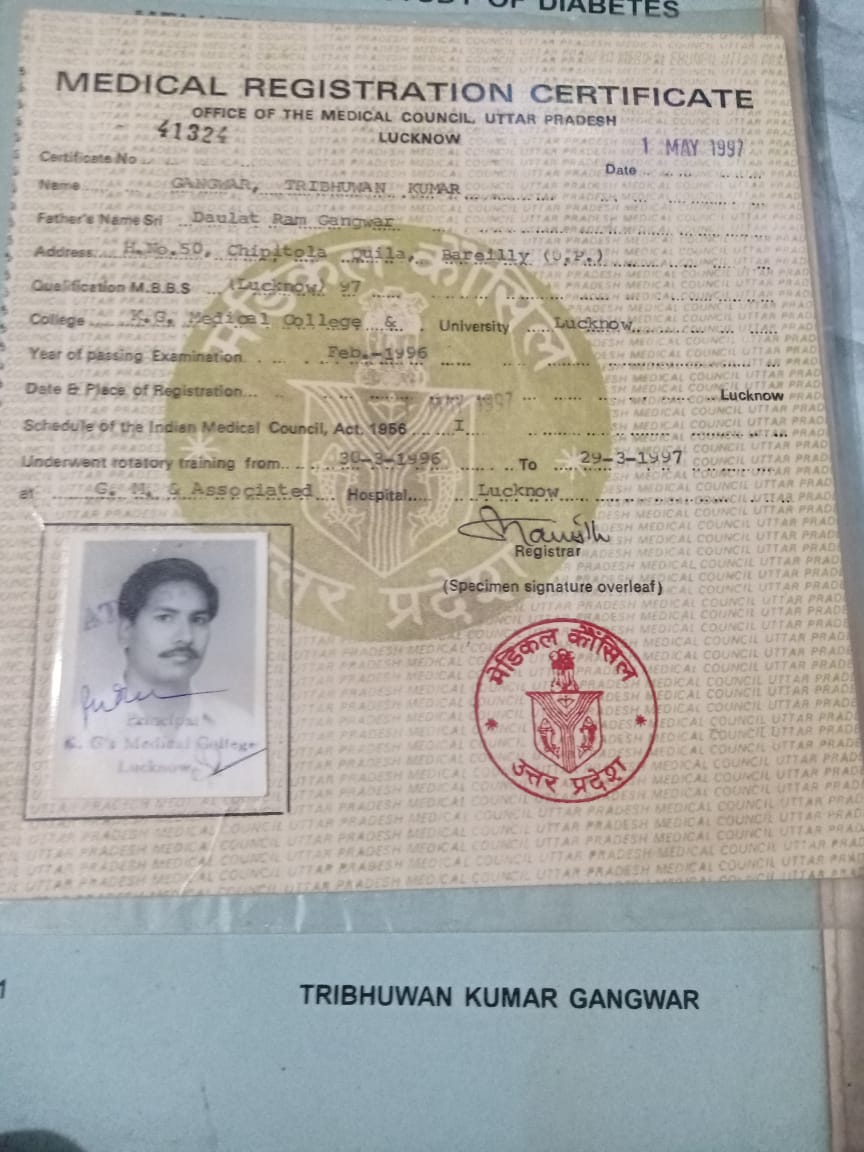 OF DIABETES
MEDICAL REGISTRATION CERTIFICATE
OFFICE OF THE MEDICAL COUNCIL, UTTAR PRADESH
LUCKNOW
41324
Certificate No
1 MAY 1997
Date
Name GANGWAR, TRIBHUWAN KUMAR
Father's Name Sri Daulat Ram Gangwar
Address H.No.50, Chipitola Quila, Bareilly (U.P.)
Qualification M.B.B.S (Lucknow) 97
College K.G. Medical College & University Lucknow
Year of passing Examination Feb.-1996
Date & Place of Registration MAY 1997 Lucknow
Schedule of the Indian Medical Council, Act. 1956 I
Underwent rotatory training from 30-3-1996 To 29-3-1997
at G. M. & Associated Hospital Lucknow
Registrar
(Specimen signature overleaf)
मेडिकल कौंसिल
उत्तर प्रदेश
Principal
K. G's Medical College
Lucknow
मेडिकल कौंसिल
उत्तर प्रदेश
TRIBHUWAN KUMAR GANGWAR